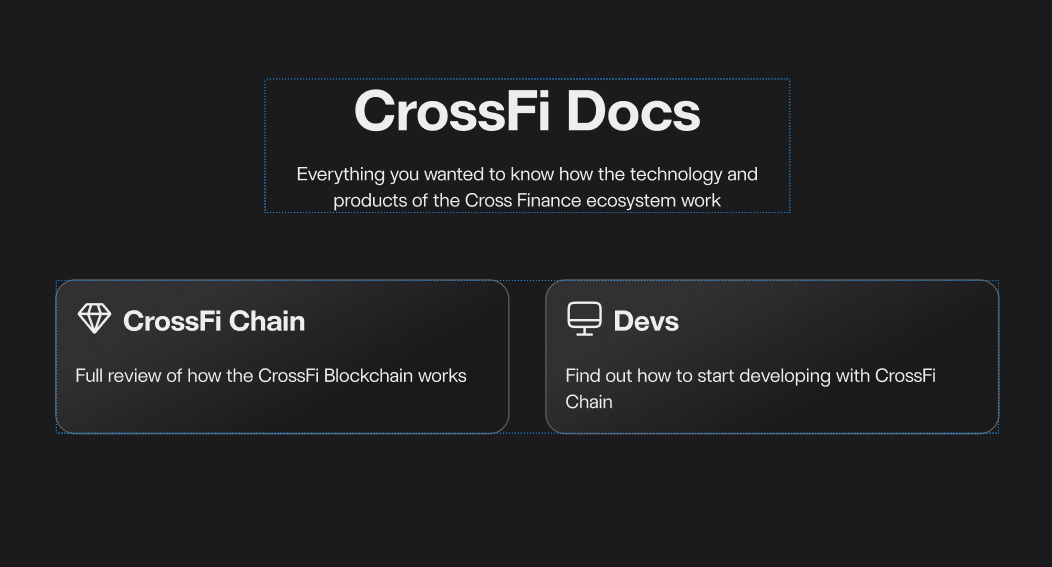 CrossFi Docs
Everything you wanted to know how the technology and
products of the Cross Finance ecosystem work
CrossFi Chain
Full review of how the CrossFi Blockchain works
Devs
Find out how to start developing with CrossFi
Chain